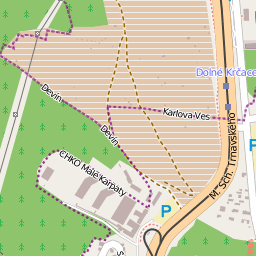 Dolné Krčace
Devín
Karlova Ves
Devín
CHKO Malé Karpaty
M. Sch. Trnavského
P
P
S